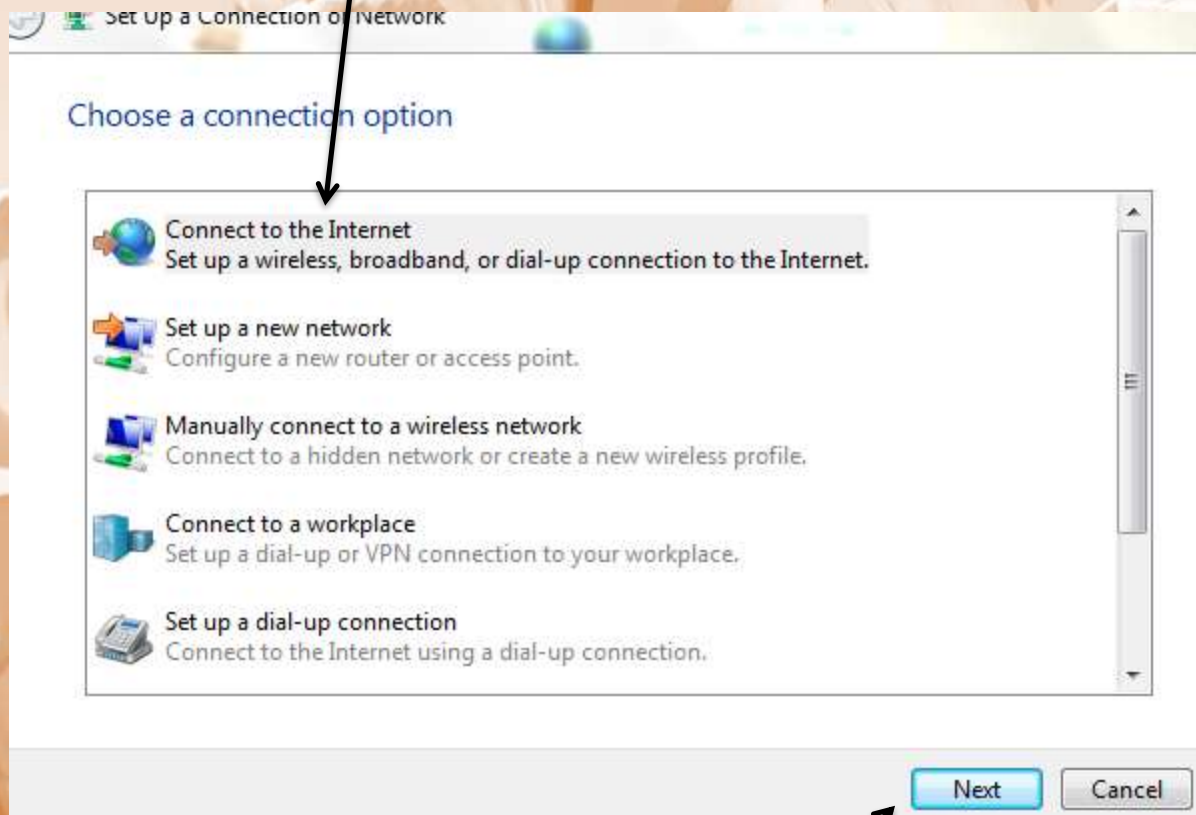 Set Up a Connection or Network
Choose a connection option
Connect to the Internet
Set up a wireless, broadband, or dial-up connection to the Internet.
Set up a new network
Configure a new router or access point.
Manually connect to a wireless network
Connect to a hidden network or create a new wireless profile.
Connect to a workplace
Set up a dial-up or VPN connection to your workplace.
Set up a dial-up connection
Connect to the Internet using a dial-up connection.
Next
Cancel